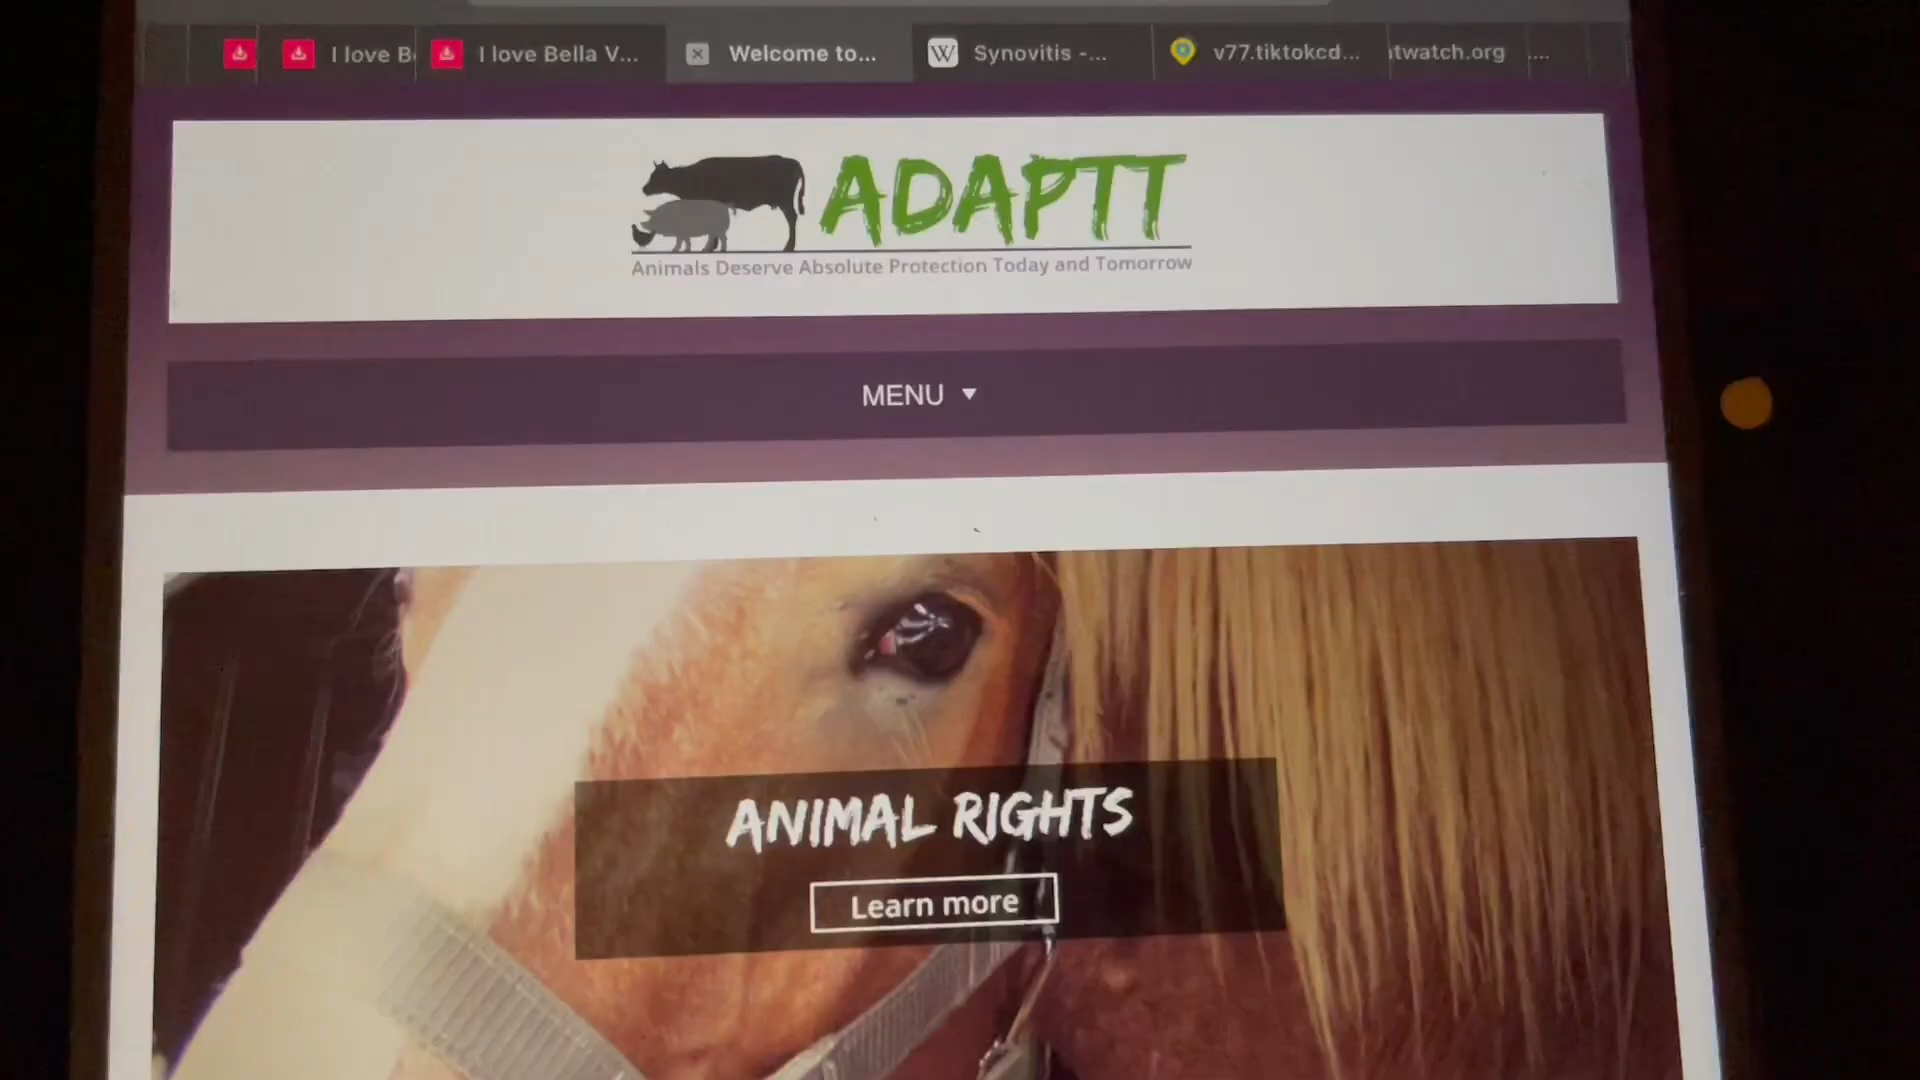 I love B
I love Bella V...
Welcome to...
W
Synovitis -...
v77.tiktokcd...
twatch.org
....
ADAPTT
Animals Deserve Absolute Protection Today and Tomorrow
MENU
ANIMAL RIGHTS
Learn more